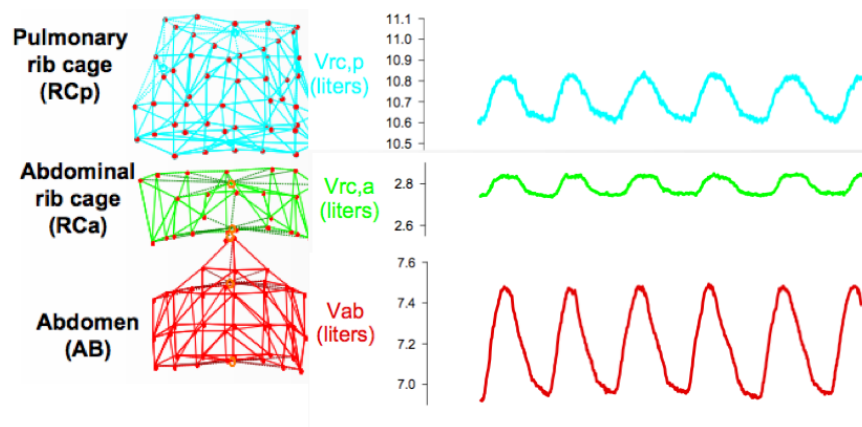 Pulmonary
rib cage
(RCp)
Vrc,p
(liters)
11.1
11.0
10.9
10.8
10.7
10.6
10.5
Abdominal
rib cage
(RCa)
Vrc,a
(liters)
2.8
2.6
Abdomen
(AB)
Vab
(liters)
7.6
7.4
7.2
7.0